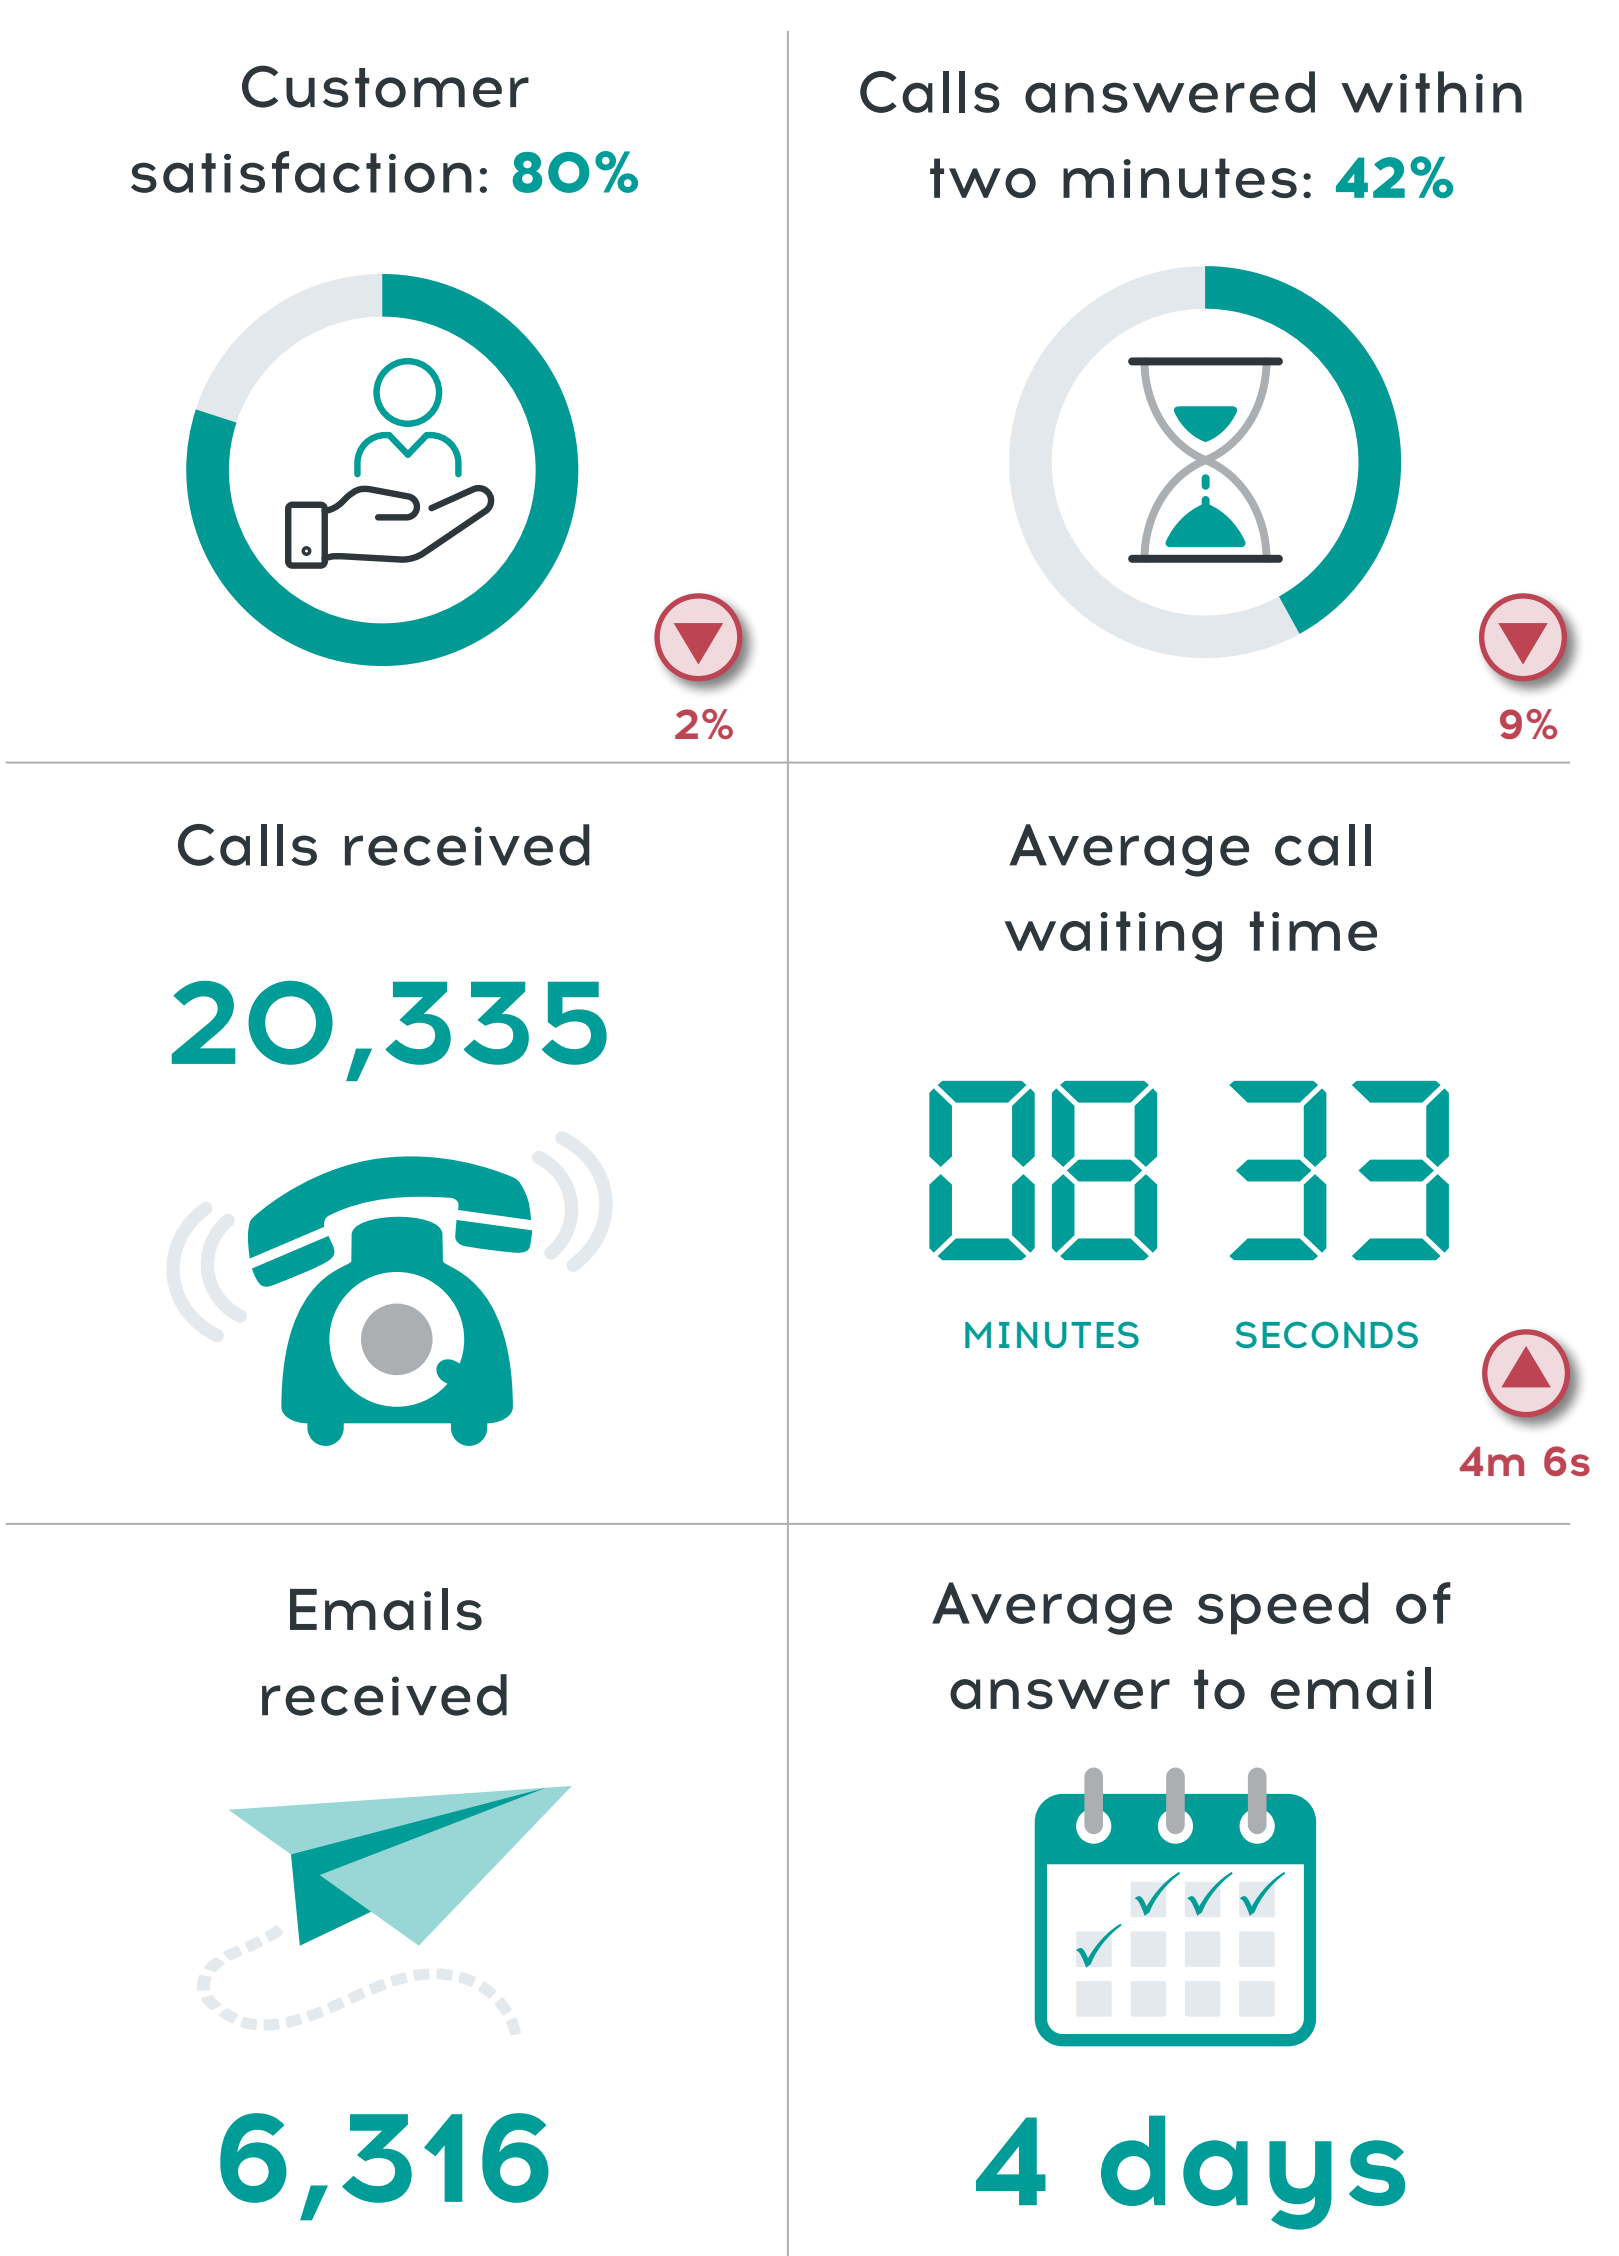 Customer
satisfaction: 80%
2%
Calls answered within
two minutes: 42%
9%
Calls received
20,335
Average call
waiting time
08 33
MINUTES SECONDS
4m 6s
Emails
received
6,316
Average speed of
answer to email
4 days